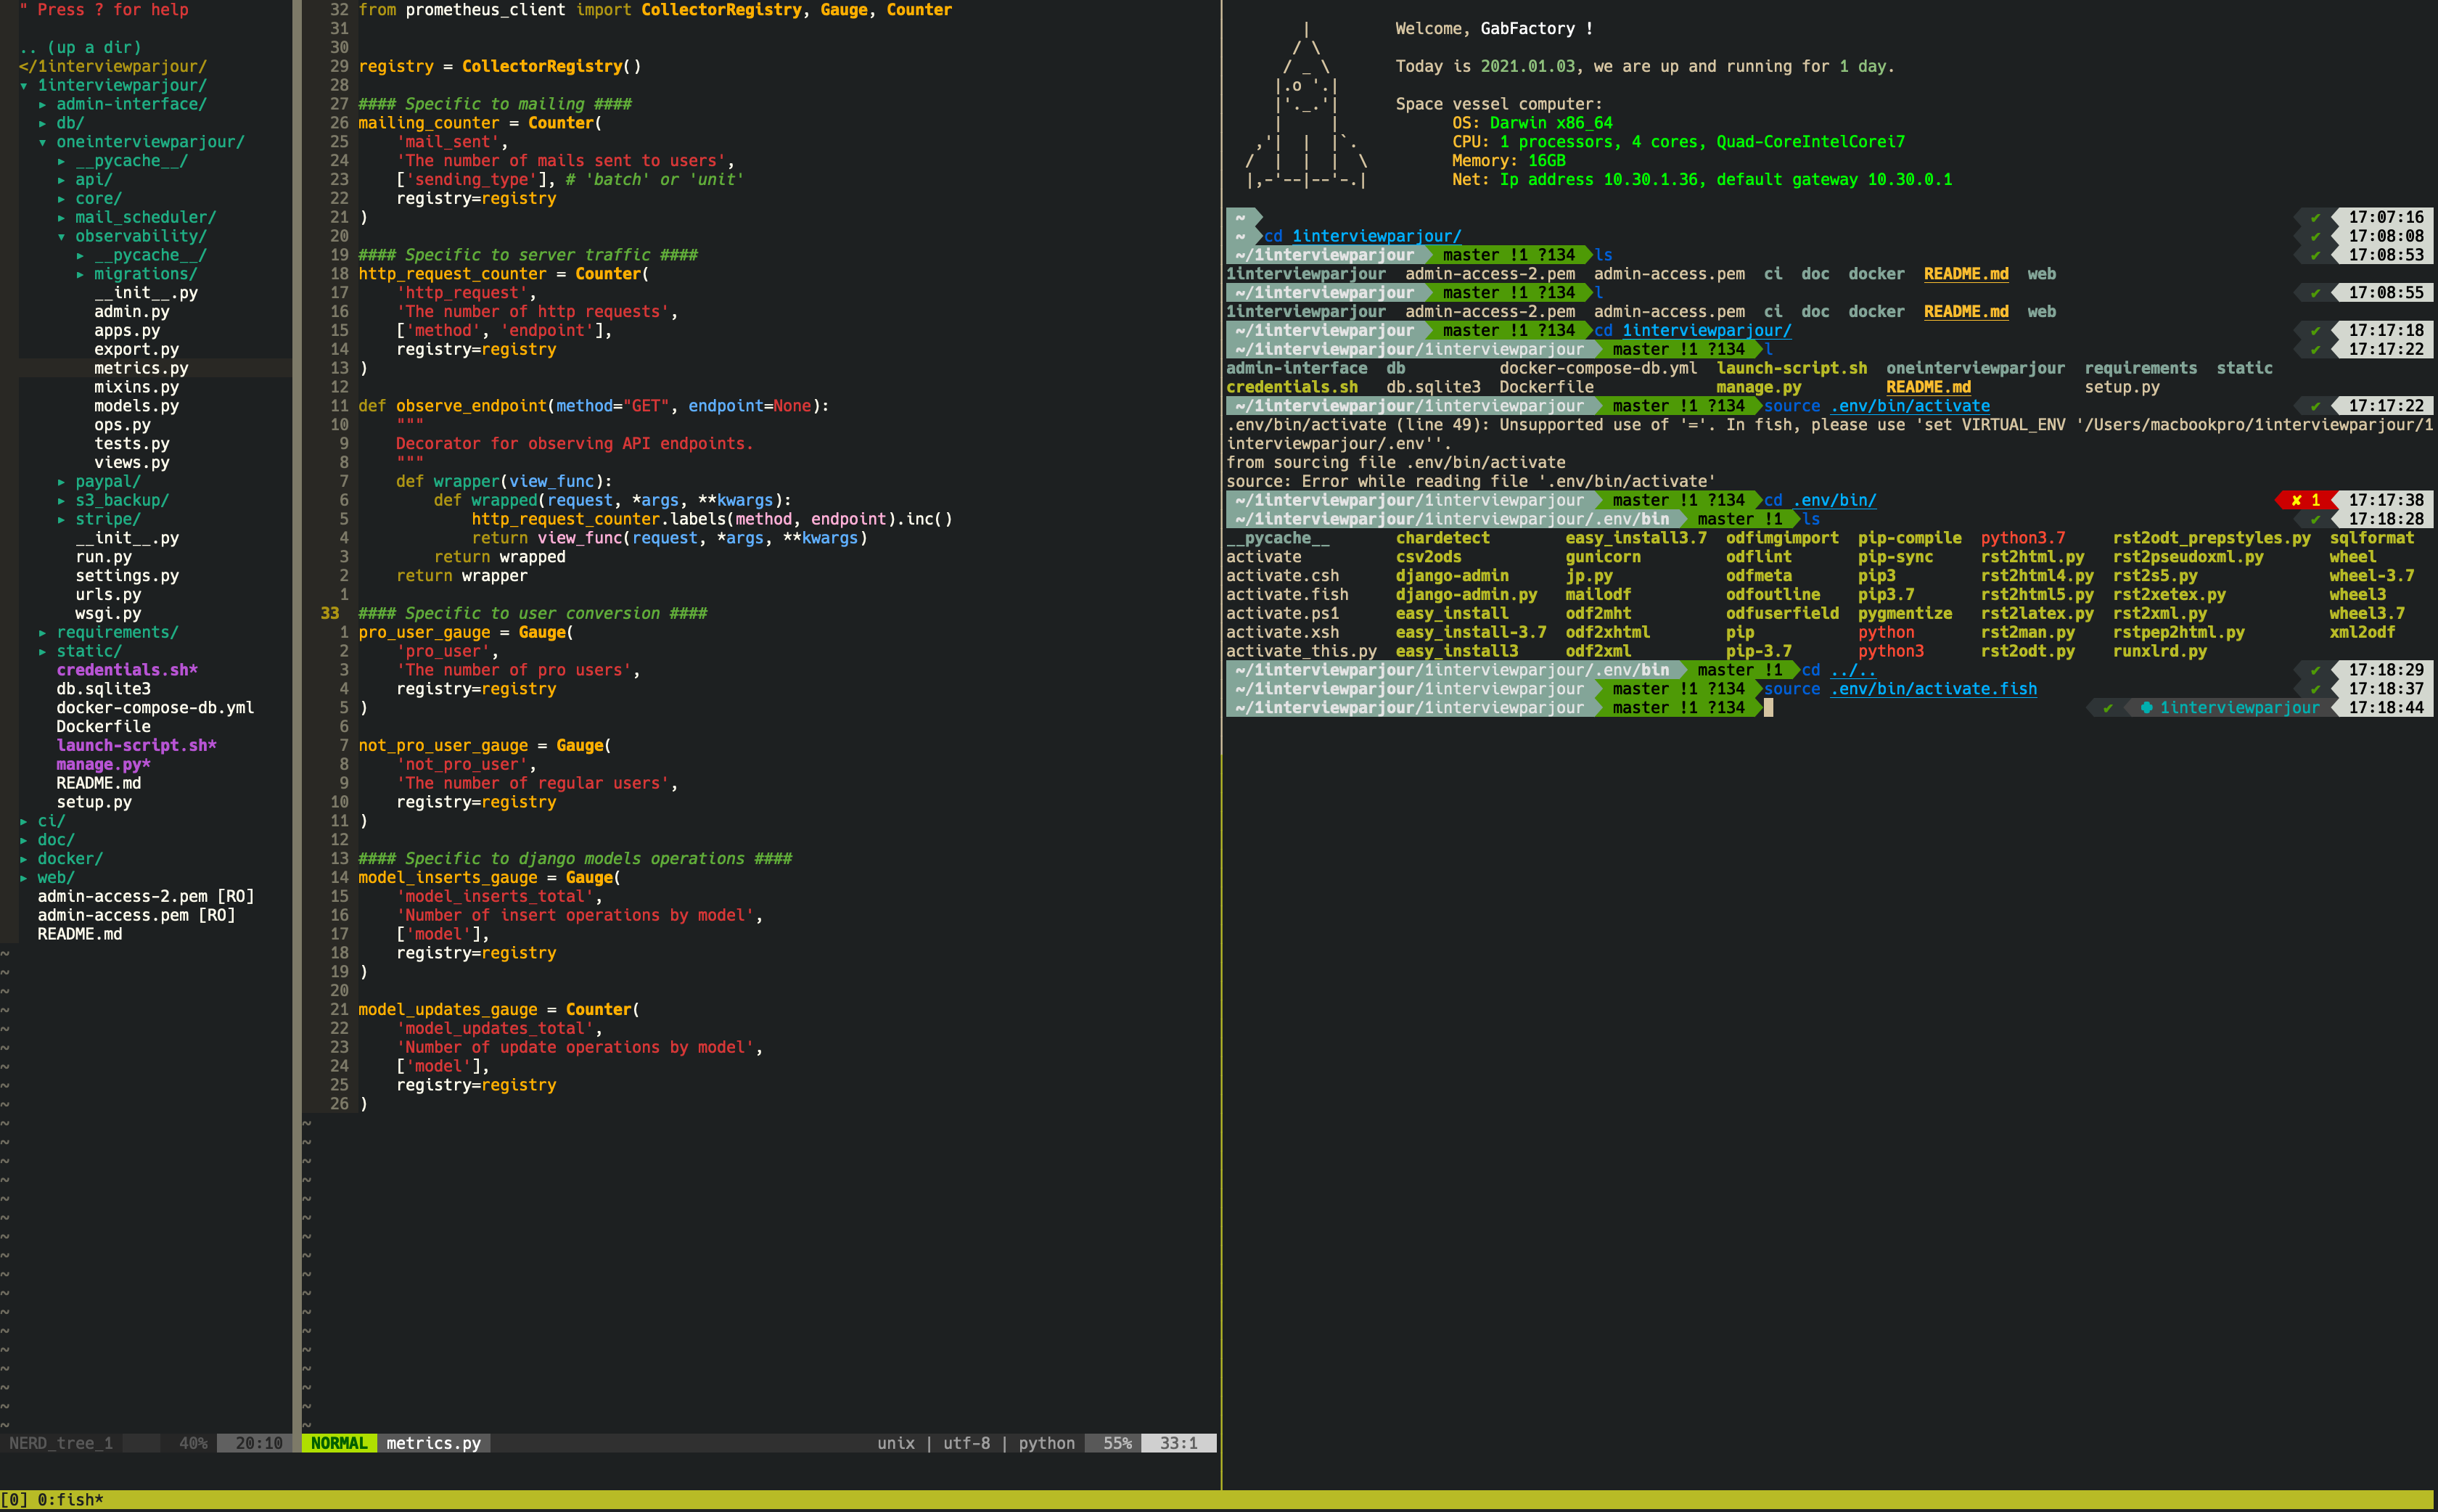 " Press ? for help
.. (up a dir)
</1interviewparjour/
▾ 1interviewparjour/
▸ admin-interface/
▸ db/
▾ oneinterviewparjour/
▸ __pycache__/
▸ api/
▸ core/
▸ mail_scheduler/
▾ observability/
▸ __pycache__/
▸ migrations/
__init__.py
admin.py
apps.py
export.py
metrics.py
mixins.py
models.py
ops.py
tests.py
views.py
▸ paypal/
▸ s3_backup/
▸ stripe/
__init__.py
run.py
settings.py
urls.py
wsgi.py
▸ requirements/
▸ static/
credentials.sh*
db.sqlite3
docker-compose-db.yml
Dockerfile
launch-script.sh*
manage.py*
README.md
setup.py
▸ ci/
▸ doc/
▸ docker/
▸ web/
admin-access-2.pem [RO]
admin-access.pem [RO]
README.md
NERD_tree_1 40% 20:10
32 from prometheus_client import CollectorRegistry, Gauge, Counter
31
30
29 registry = CollectorRegistry()
28
27 #### Specific to mailing ####
26 mailing_counter = Counter(
25 'mail_sent',
24 'The number of mails sent to users',
23 ['sending_type'], # 'batch' or 'unit'
22 registry=registry
21 )
20
19 #### Specific to server traffic ####
18 http_request_counter = Counter(
17 'http_request',
16 'The number of http requests',
15 ['method', 'endpoint'],
14 registry=registry
13 )
12
11 def observe_endpoint(method="GET", endpoint=None):
10 """
9 Decorator for observing API endpoints.
8 """
7 def wrapper(view_func):
6 def wrapped(request, *args, **kwargs):
5 http_request_counter.labels(method, endpoint).inc()
4 return view_func(request, *args, **kwargs)
3 return wrapped
2 return wrapper
1
33 #### Specific to user conversion ####
1 pro_user_gauge = Gauge(
2 'pro_user',
3 'The number of pro users',
4 registry=registry
5 )
6
7 not_pro_user_gauge = Gauge(
8 'not_pro_user',
9 'The number of regular users',
10 registry=registry
11 )
12
13 #### Specific to django models operations ####
14 model_inserts_gauge = Gauge(
15 'model_inserts_total',
16 'Number of insert operations by model',
17 ['model'],
18 registry=registry
19 )
20
21 model_updates_gauge = Counter(
22 'model_updates_total',
23 'Number of update operations by model',
24 ['model'],
25 registry=registry
26 )
NORMAL metrics.py unix | utf-8 | python 55% 33:1
Welcome, GabFactory !
Today is 2021.01.03, we are up and running for 1 day.
Space vessel computer:
OS: Darwin x86_64
CPU: 1 processors, 4 cores, Quad-CoreIntelCorei7
Memory: 16GB
Net: Ip address 10.30.1.36, default gateway 10.30.0.1
~ ✔ 17:07:16
~ cd 1interviewparjour/ ✔ 17:08:08
~/1interviewparjour master !1 ?134 ls ✔ 17:08:53
1interviewparjour admin-access-2.pem admin-access.pem ci doc docker README.md web
~/1interviewparjour master !1 ?134 l ✔ 17:08:55
1interviewparjour admin-access-2.pem admin-access.pem ci doc docker README.md web
~/1interviewparjour master !1 ?134 cd 1interviewparjour/ ✔ 17:17:18
~/1interviewparjour/1interviewparjour master !1 ?134 l ✔ 17:17:22
admin-interface db docker-compose-db.yml launch-script.sh oneinterviewparjour requirements static
credentials.sh db.sqlite3 Dockerfile manage.py README.md setup.py
~/1interviewparjour/1interviewparjour master !1 ?134 source .env/bin/activate ✔ 17:17:22
.env/bin/activate (line 49): Unsupported use of '='. In fish, please use 'set VIRTUAL_ENV '/Users/macbookpro/1interviewparjour/1
interviewparjour/.env''.
from sourcing file .env/bin/activate
source: Error while reading file '.env/bin/activate'
~/1interviewparjour/1interviewparjour master !1 ?134 cd .env/bin/ ✘ 1 17:17:38
~/1interviewparjour/1interviewparjour/.env/bin master !1 ls ✔ 17:18:28
__pycache__ chardetect easy_install3.7 odfimgimport pip-compile python3.7 rst2odt_prepstyles.py sqlformat
activate csv2ods gunicorn odflint pip-sync rst2html.py rst2pseudoxml.py wheel
activate.csh django-admin jp.py odfmeta pip3 rst2html4.py rst2s5.py wheel-3.7
activate.fish django-admin.py mailodf odfoutline pip3.7 rst2html5.py rst2xetex.py wheel3
activate.ps1 easy_install odf2mht odfuserfield pygmentize rst2latex.py rst2xml.py wheel3.7
activate.xsh easy_install-3.7 odf2xhtml pip python rst2man.py rstpep2html.py xml2odf
activate_this.py easy_install3 odf2xml pip-3.7 python3 rst2odt.py runxlrd.py
~/1interviewparjour/1interviewparjour/.env/bin master !1 cd ../.. ✔ 17:18:29
~/1interviewparjour/1interviewparjour master !1 ?134 source .env/bin/activate.fish ✔ 17:18:37
~/1interviewparjour/1interviewparjour master !1 ?134 ✔ 1interviewparjour 17:18:44
[0] 0:fish*